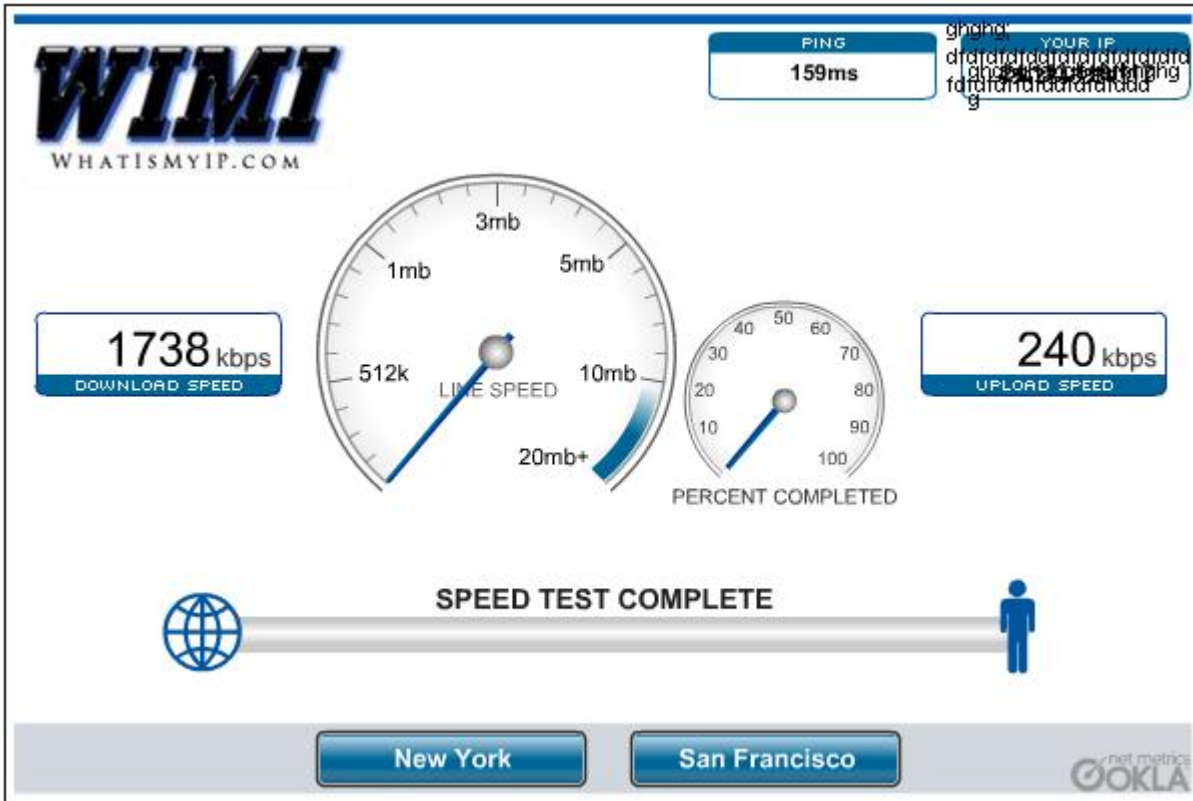 WIMI
WHATISMYIP.COM
PING
159ms
ghghg;
YOUR IP
g
3mb
1mb
5mb
512k
10mb
LINE SPEED
20mb+
1738 kbps
DOWNLOAD SPEED
50
40
60
30
70
20
80
10
90
100
PERCENT COMPLETED
240 kbps
UPLOAD SPEED
SPEED TEST COMPLETE
New York
San Francisco
net metrics
OOKLA